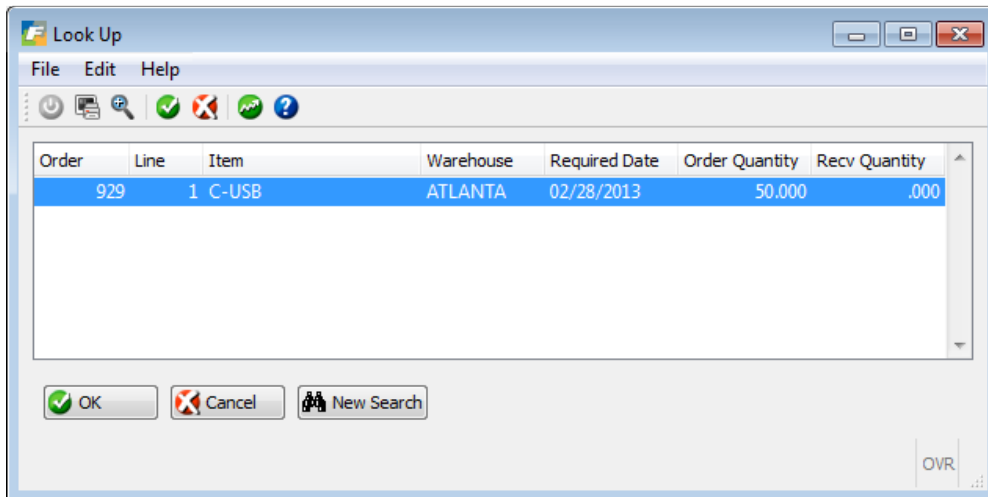 Look Up
File Edit Help
Order Line Item Warehouse Required Date Order Quantity Recv Quantity
929 1 C-USB ATLANTA 02/28/2013 50.000 .000
OK Cancel New Search
OVR